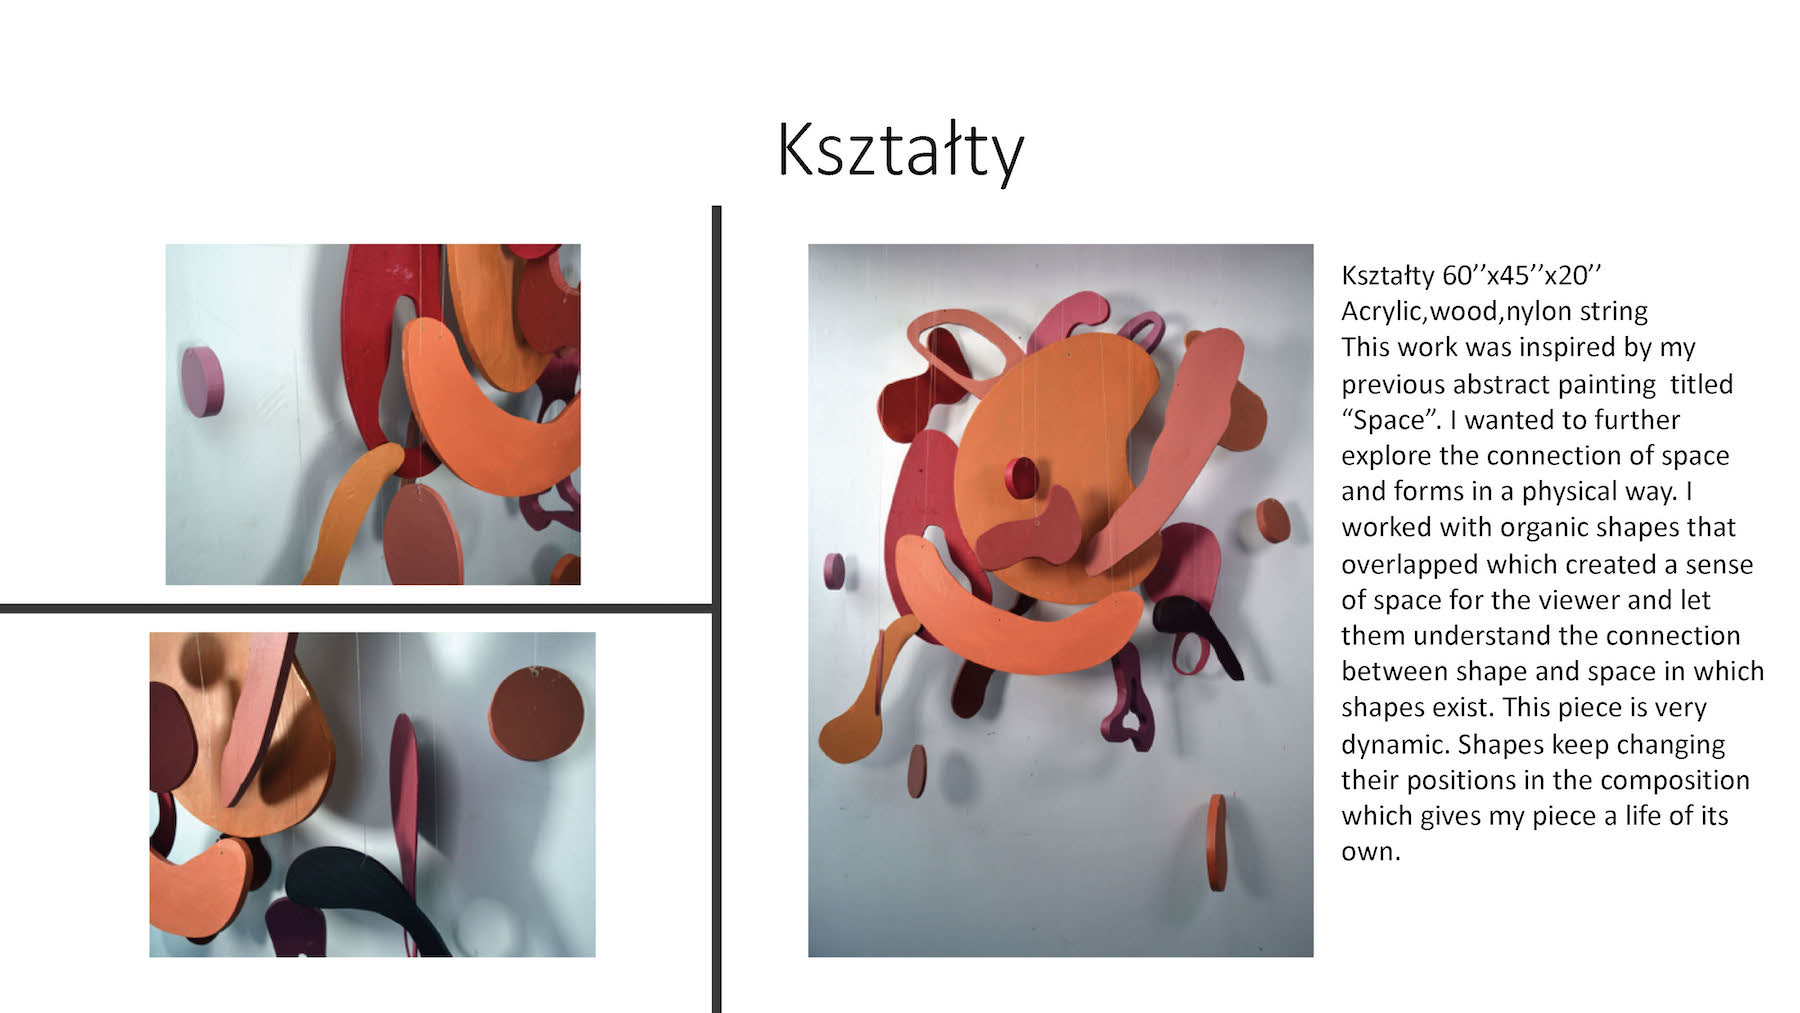 Kształty
Kształty 60’’x45’’x20’’
Acrylic,wood,nylon string
This work was inspired by my
previous abstract painting  titled
“Space”. I wanted to further
explore the connection of space
and forms in a physical way. I
worked with organic shapes that
overlapped which created a sense
of space for the viewer and let
them understand the connection
between shape and space in which
shapes exist. This piece is very
dynamic. Shapes keep changing
their positions in the composition
which gives my piece a life of its
own.